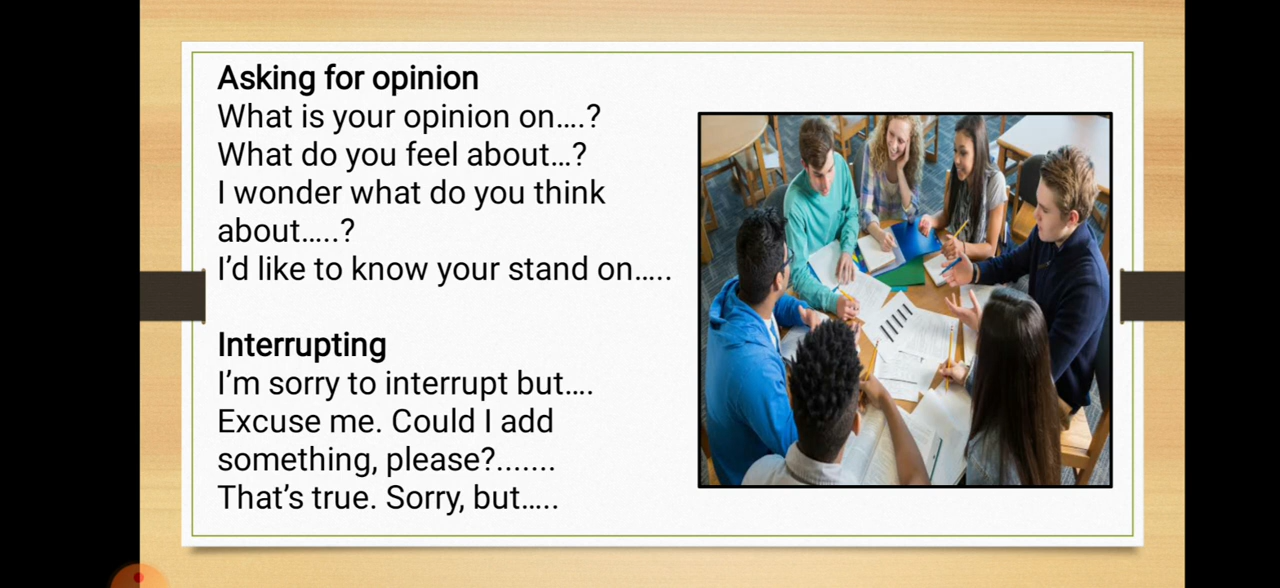 Asking for opinion
What is your opinion on....?
What do you feel about...?
I wonder what do you think
about.....?
I'd like to know your stand on.....
Interrupting
I'm sorry to interrupt but....
Excuse me. Could I add
something, please?.......
That's true. Sorry, but.....